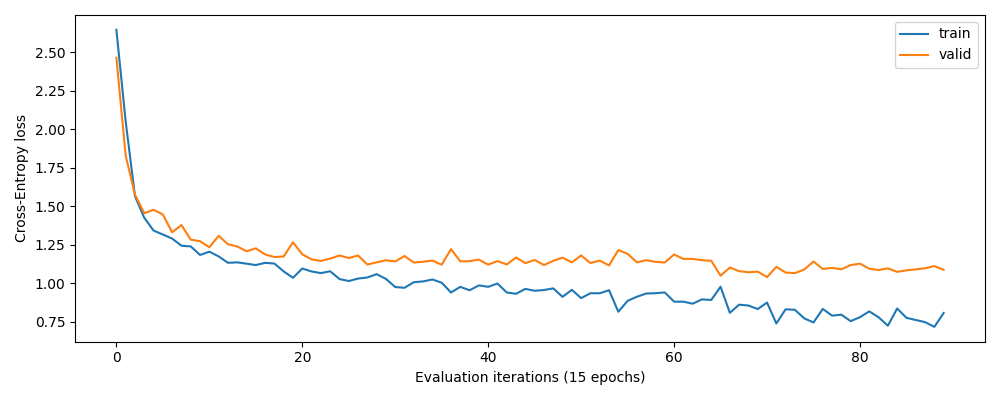 train
valid
2.50
2.25
2.00
1.75
1.50
1.25
1.00
0.75
Cross-Entropy loss
0 20 40 60 80
Evaluation iterations (15 epochs)